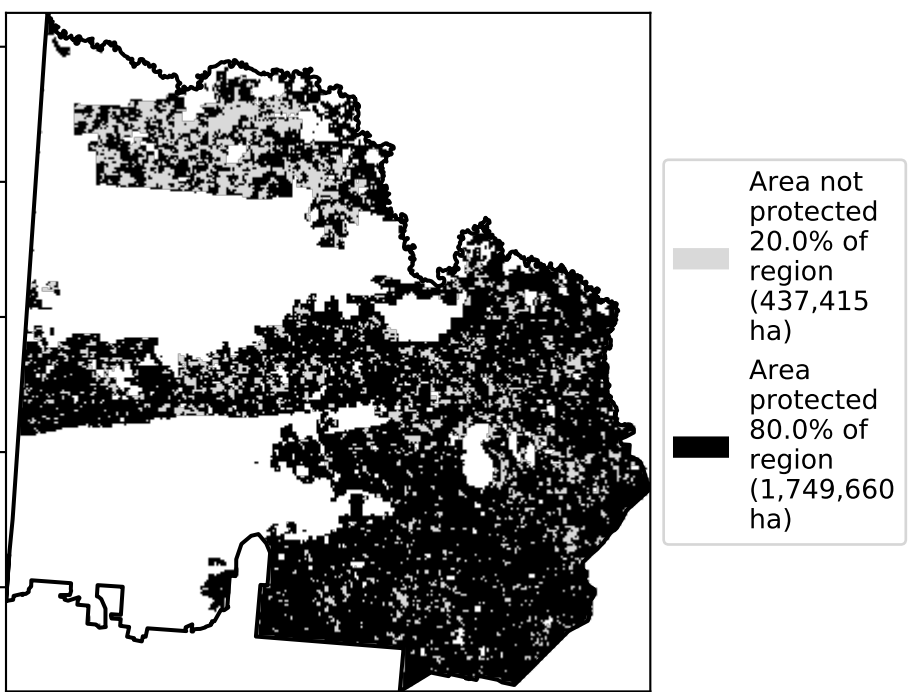 Area not
protected
20.0% of
region
(437,415
ha)
Area
protected
80.0% of
region
(1,749,660
ha)